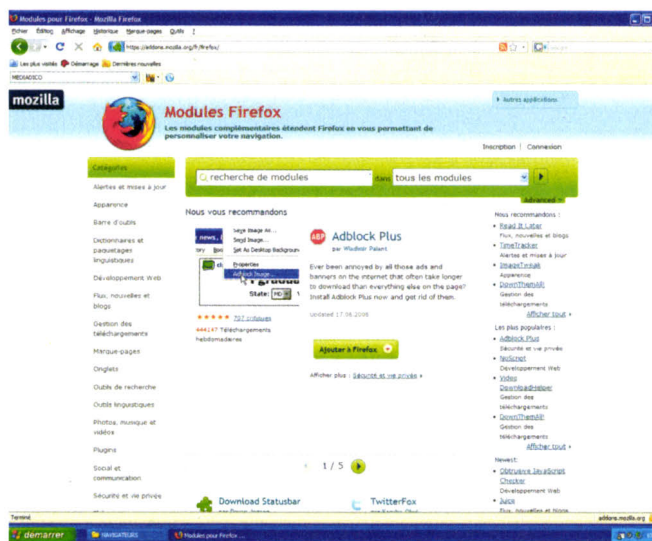 Modules pour Firefox - Mozilla Firefox
Fichier Édition Affichage Historique Marque-pages Outils ?
https://addons.mozilla.org/fr/firefox/
Les plus visités Démarrage Dernières nouvelles
MEDIADICO
mozilla
Autres applications
Modules Firefox
Les modules complémentaires étendent Firefox en vous permettant de
personnaliser votre navigation.
Inscription | Connexion
recherche de modules dans tous les modules
Advanced
Catégories
Alertes et mises à jour
Apparence
Barre d'outils
Dictionnaires et
paquetages
linguistiques
Développement Web
Flux, nouvelles et
blogs
Gestion des
téléchargements
Marque-pages
Onglets
Outils de recherche
Outils linguistiques
Photos, musique et
vidéos
Plugins
Social et
communication
Sécurité et vie privée
Nous vous recommandons
Save Image As...
Send Image...
Set As Desktop Background
Properties
Adblock Image...
State:
707 critiques
444247 Téléchargements
hebdomadaires
ABP Adblock Plus
par Wladimir Palant
Ever been annoyed by all those ads and
banners on the internet that often take longer
to download than everything else on the page?
Install Adblock Plus now and get rid of them.
updated 17.06.2008
Ajouter à Firefox
Afficher plus : Sécurité et vie privée
1 / 5
Download Statusbar
TwitterFox
Nous recommandons :
Read It Later
Flux, nouvelles et blogs
TimeTracker
Alertes et mises à jour
ImageTweak
Apparence
DownThemAll!
Gestion des
téléchargements
Afficher tout
Les plus populaires :
Adblock Plus
Sécurité et vie privée
NoScript
Développement Web
Video
DownloadHelper
Gestion des
téléchargements
DownThemAll!
Gestion des
téléchargements
Afficher tout
Newest:
Obtrusive JavaScript
Checker
Développement Web
Juice
Flux, nouvelles et blogs
Terminé
addons.mozilla.org
démarrer NAVIGATEURS Modules pour Firefox ...